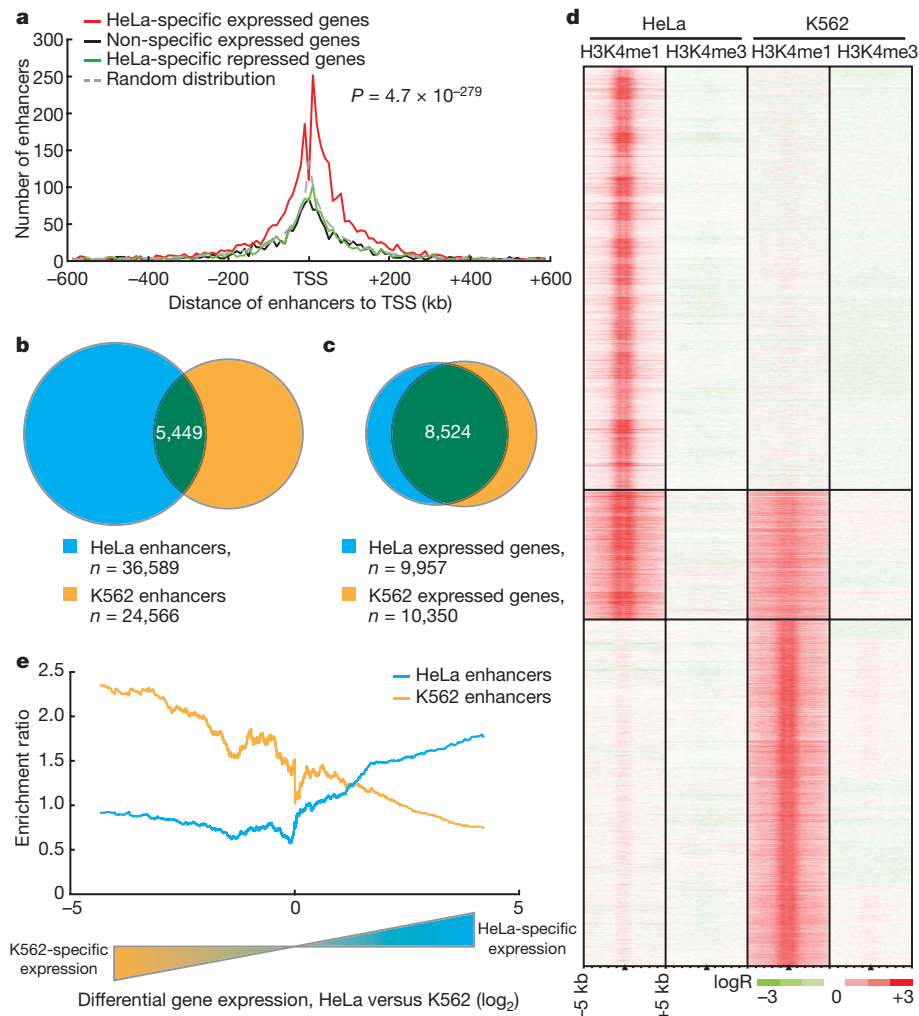 a
HeLa-specific expressed genes
Non-specific expressed genes
HeLa-specific repressed genes
Random distribution
P = 4.7 × 10⁻²⁷⁹
Number of enhancers
300
250
200
150
100
50
0
−600 −400 −200 TSS +200 +400 +600
Distance of enhancers to TSS (kb)
b
5,449
HeLa enhancers,
n = 36,589
K562 enhancers
n = 24,566
c
8,524
HeLa expressed genes,
n = 9,957
K562 expressed genes,
n = 10,350
d
HeLa K562
H3K4me1 H3K4me3 H3K4me1 H3K4me3
−5 kb +5 kb
logR
−3 0 +3
e
HeLa enhancers
K562 enhancers
Enrichment ratio
2.5
2.0
1.5
1.0
0.5
0
−5 0 5
K562-specific
expression
HeLa-specific
expression
Differential gene expression, HeLa versus K562 (log₂)